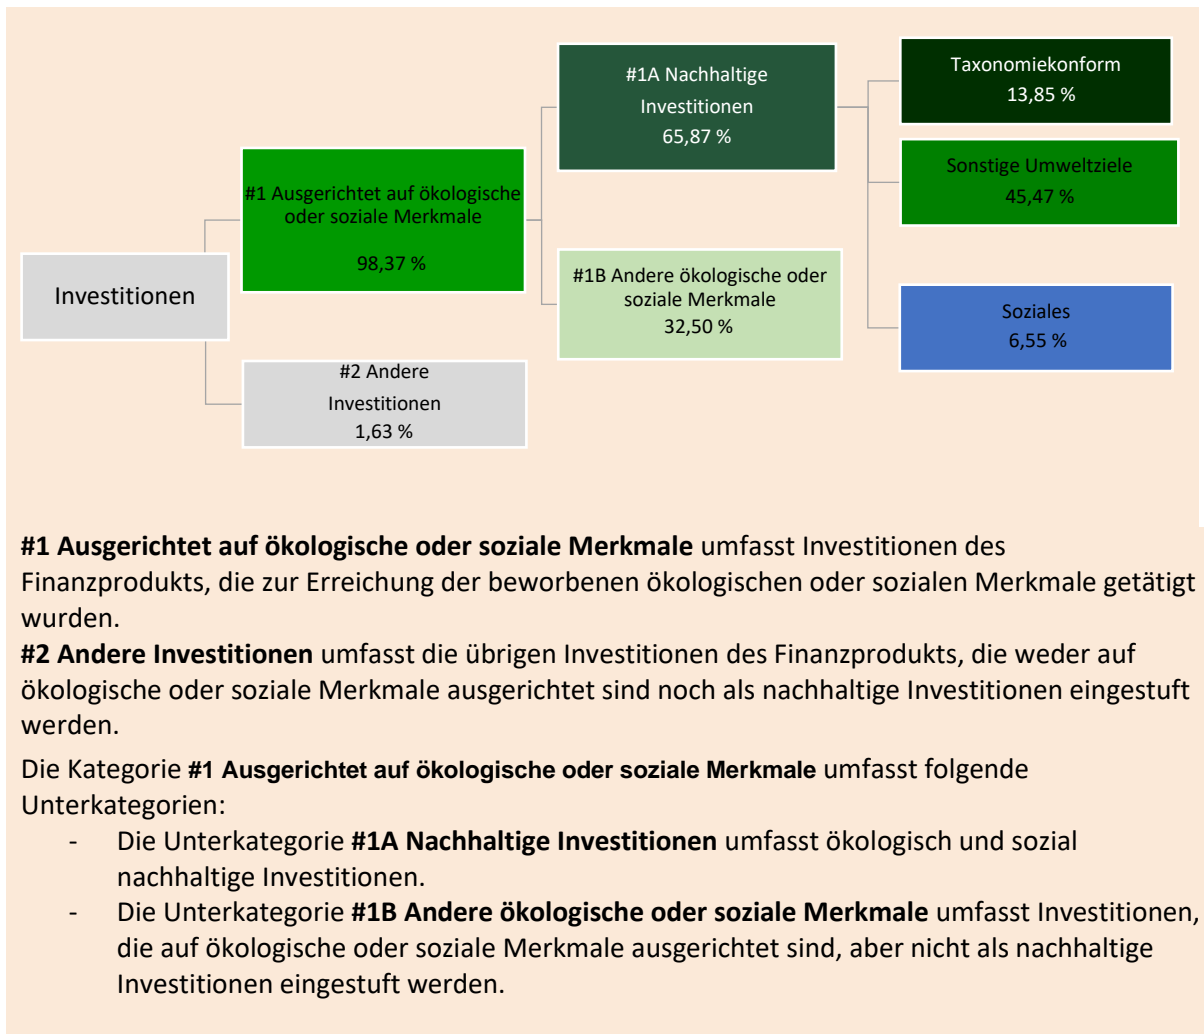 Investitionen
#1 Ausgerichtet auf ökologische
oder soziale Merkmale
98,37 %
#2 Andere
Investitionen
1,63 %
#1A Nachhaltige
Investitionen
65,87 %
#1B Andere ökologische oder
soziale Merkmale
32,50 %
Taxonomiekonform
13,85 %
Sonstige Umweltziele
45,47 %
Soziales
6,55 %
#1 Ausgerichtet auf ökologische oder soziale Merkmale umfasst Investitionen des
Finanzprodukts, die zur Erreichung der beworbenen ökologischen oder sozialen Merkmale getätigt
wurden.
#2 Andere Investitionen umfasst die übrigen Investitionen des Finanzprodukts, die weder auf
ökologische oder soziale Merkmale ausgerichtet sind noch als nachhaltige Investitionen eingestuft
werden.
Die Kategorie #1 Ausgerichtet auf ökologische oder soziale Merkmale umfasst folgende
Unterkategorien:
- Die Unterkategorie #1A Nachhaltige Investitionen umfasst ökologisch und sozial
nachhaltige Investitionen.
- Die Unterkategorie #1B Andere ökologische oder soziale Merkmale umfasst Investitionen,
die auf ökologische oder soziale Merkmale ausgerichtet sind, aber nicht als nachhaltige
Investitionen eingestuft werden.